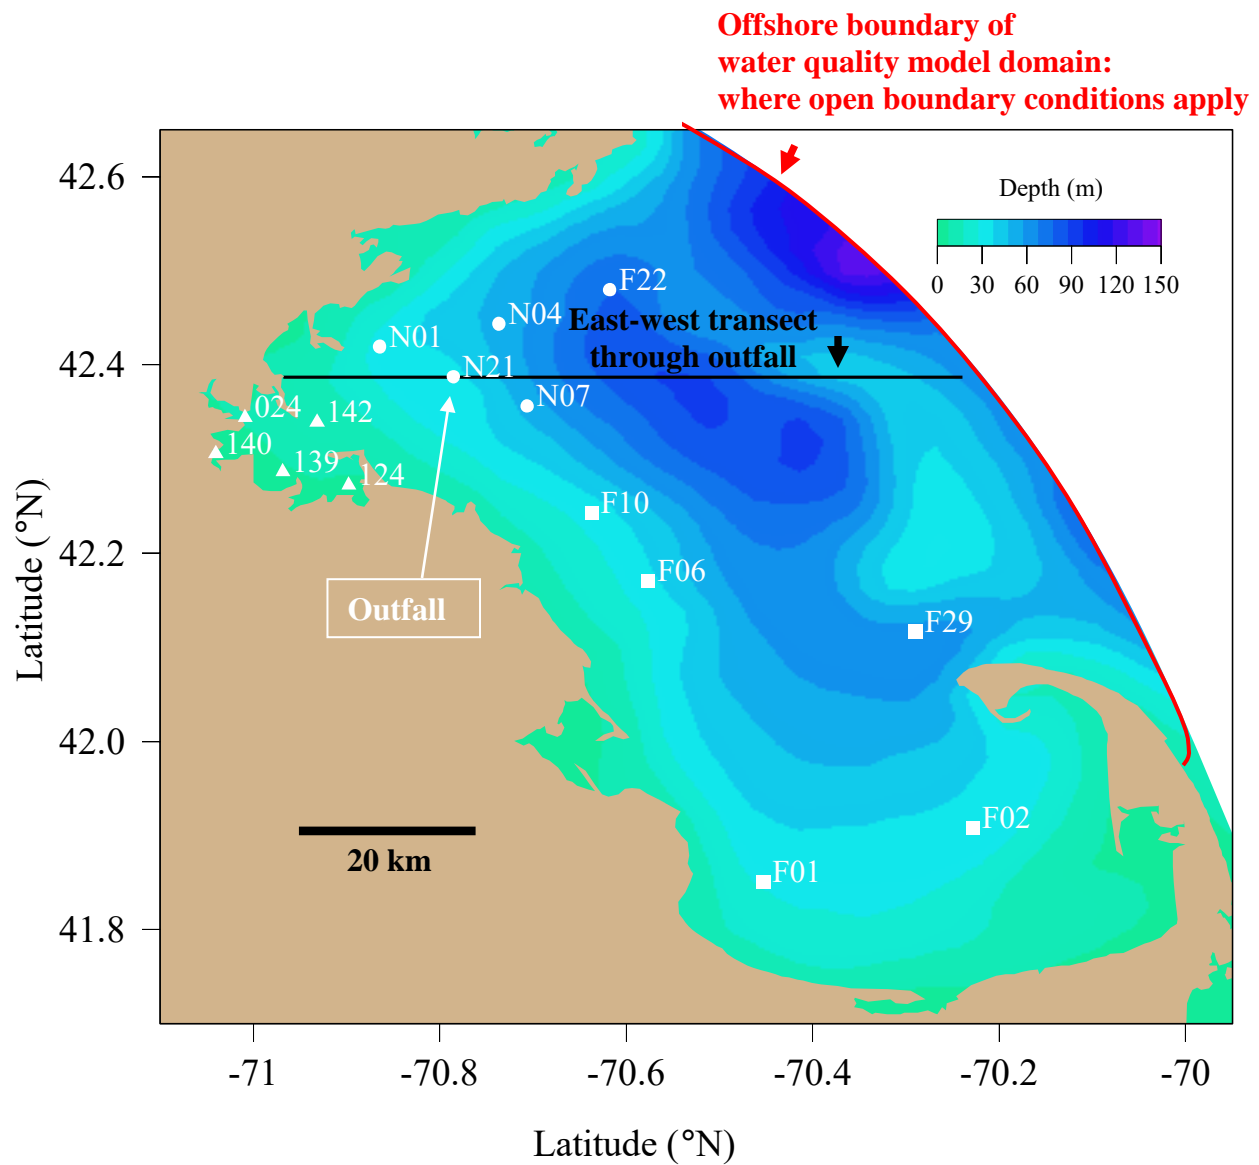 Offshore boundary of
water quality model domain:
where open boundary conditions apply
42.6
42.4
42.2
42.0
41.8
Latitude (°N)
Depth (m)
0 30 60 90 120 150
F22
N04
East-west transect
through outfall
N01
N21
N07
024
142
140
139
124
F10
F06
Outfall
F29
F02
F01
20 km
-71 -70.8 -70.6 -70.4 -70.2 -70
Latitude (°N)